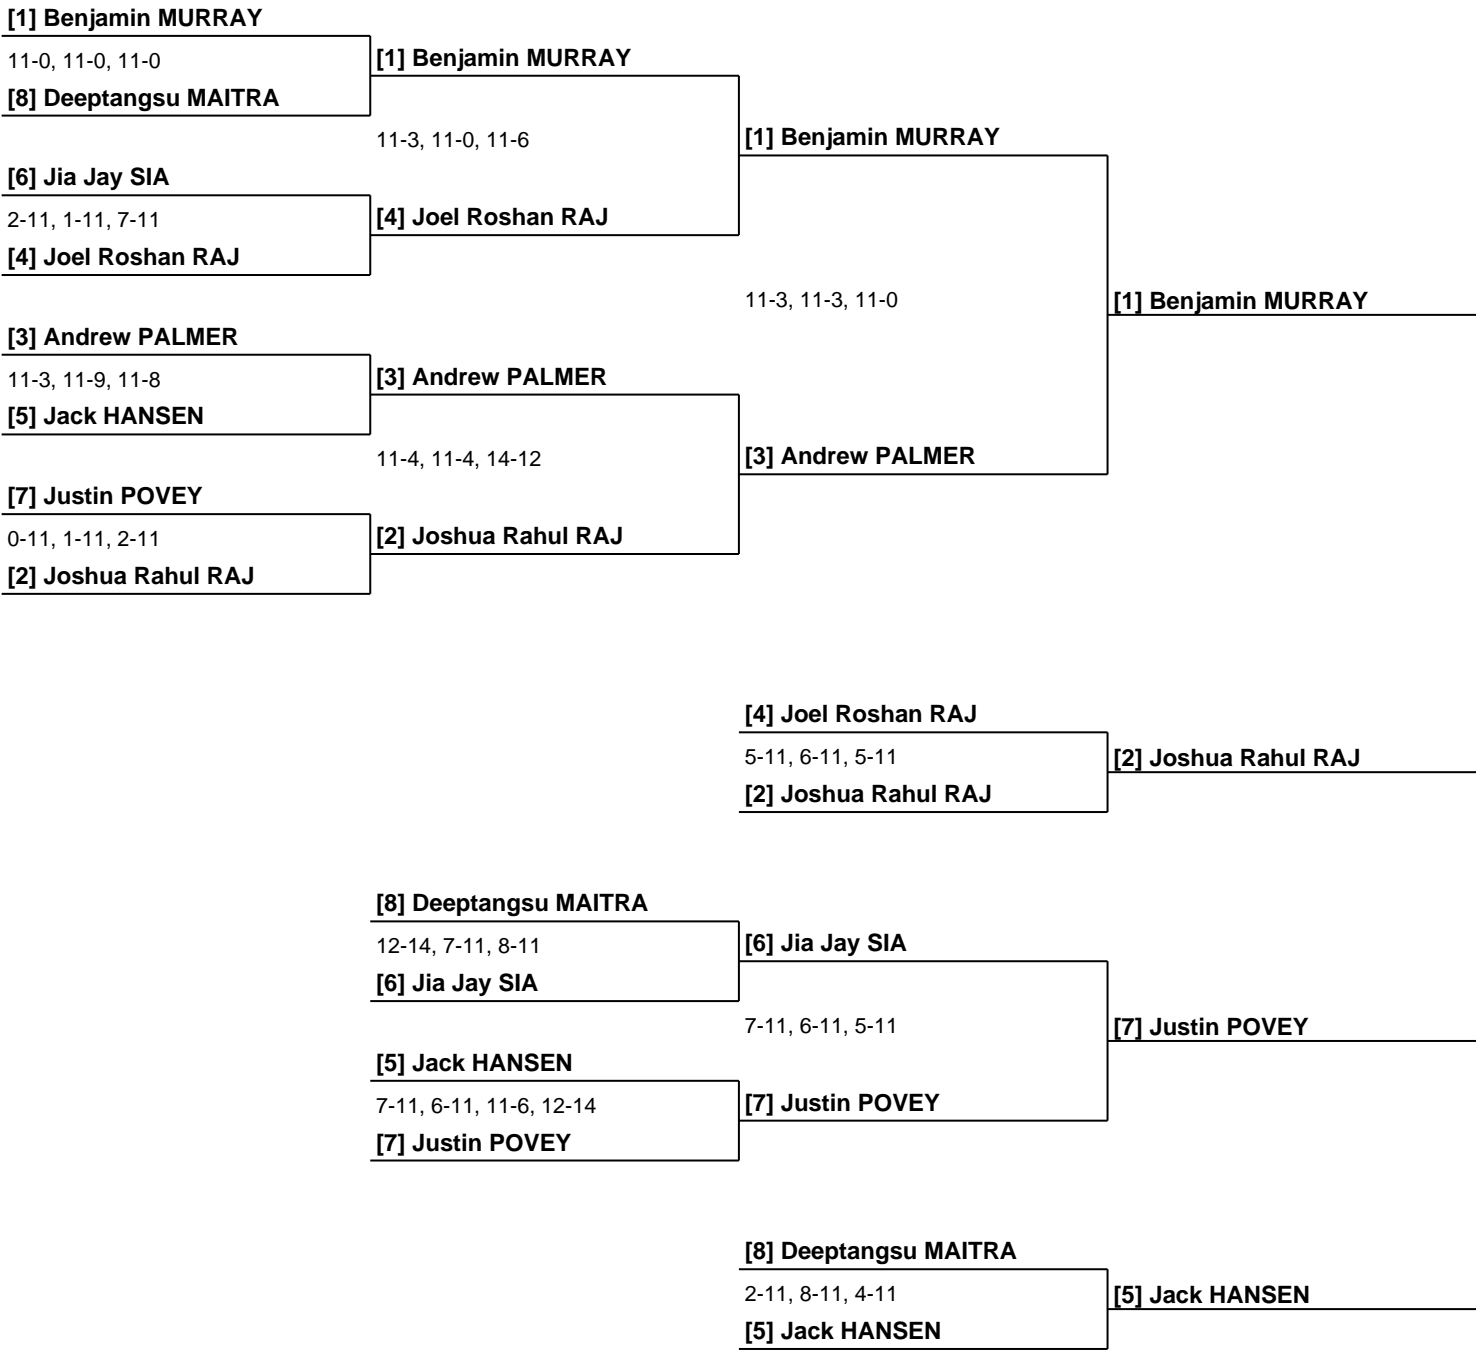 [1] Benjamin MURRAY
11-0, 11-0, 11-0
[1] Benjamin MURRAY
[8] Deeptangsu MAITRA
11-3, 11-0, 11-6
[1] Benjamin MURRAY
[6] Jia Jay SIA
2-11, 1-11, 7-11
[4] Joel Roshan RAJ
[4] Joel Roshan RAJ
11-3, 11-3, 11-0
[1] Benjamin MURRAY
[3] Andrew PALMER
11-3, 11-9, 11-8
[3] Andrew PALMER
[5] Jack HANSEN
11-4, 11-4, 14-12
[3] Andrew PALMER
[7] Justin POVEY
0-11, 1-11, 2-11
[2] Joshua Rahul RAJ
[2] Joshua Rahul RAJ
[4] Joel Roshan RAJ
5-11, 6-11, 5-11
[2] Joshua Rahul RAJ
[2] Joshua Rahul RAJ
[8] Deeptangsu MAITRA
12-14, 7-11, 8-11
[6] Jia Jay SIA
[6] Jia Jay SIA
7-11, 6-11, 5-11
[7] Justin POVEY
[5] Jack HANSEN
7-11, 6-11, 11-6, 12-14
[7] Justin POVEY
[7] Justin POVEY
[8] Deeptangsu MAITRA
2-11, 8-11, 4-11
[5] Jack HANSEN
[5] Jack HANSEN